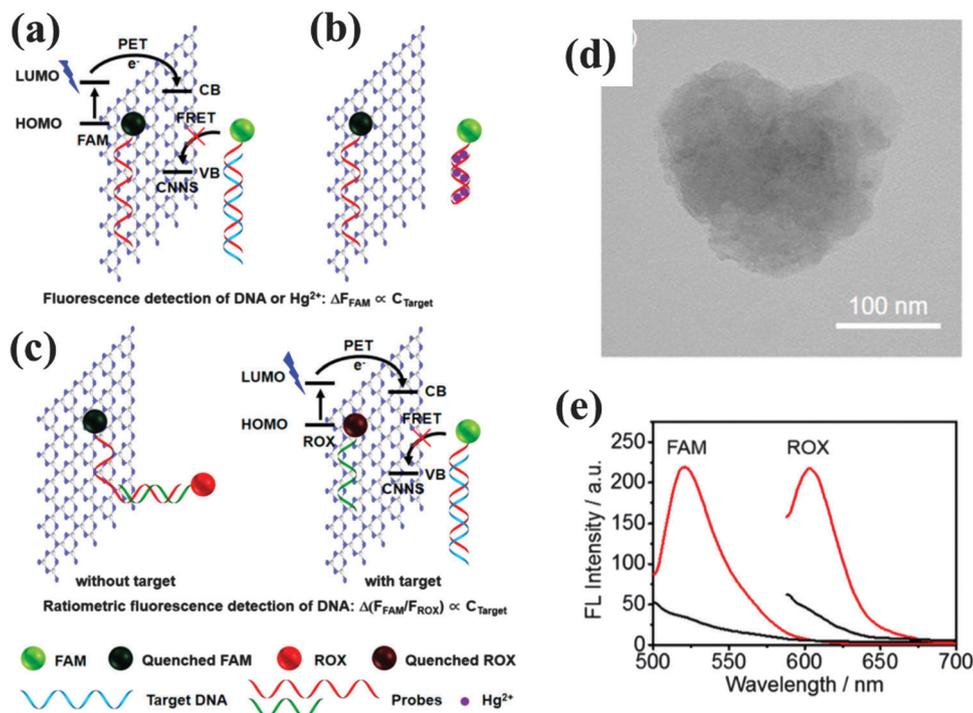 (a)
PET
e⁻
LUMO
CB
HOMO
FAM
FRET
VB
CNNS
(b)
Fluorescence detection of DNA or Hg²⁺: ΔF_FAM ∝ C_Target
(c)
without target
PET
e⁻
LUMO
CB
HOMO
ROX
FRET
VB
CNNS
with target
Ratiometric fluorescence detection of DNA: Δ(F_FAM/F_ROX) ∝ C_Target
FAM Quenched FAM ROX Quenched ROX
Target DNA Probes Hg²⁺
(d)
100 nm
(e)
FAM ROX
FL Intensity / a.u.
250
200
150
100
50
0
500 550 600 650 700
Wavelength / nm